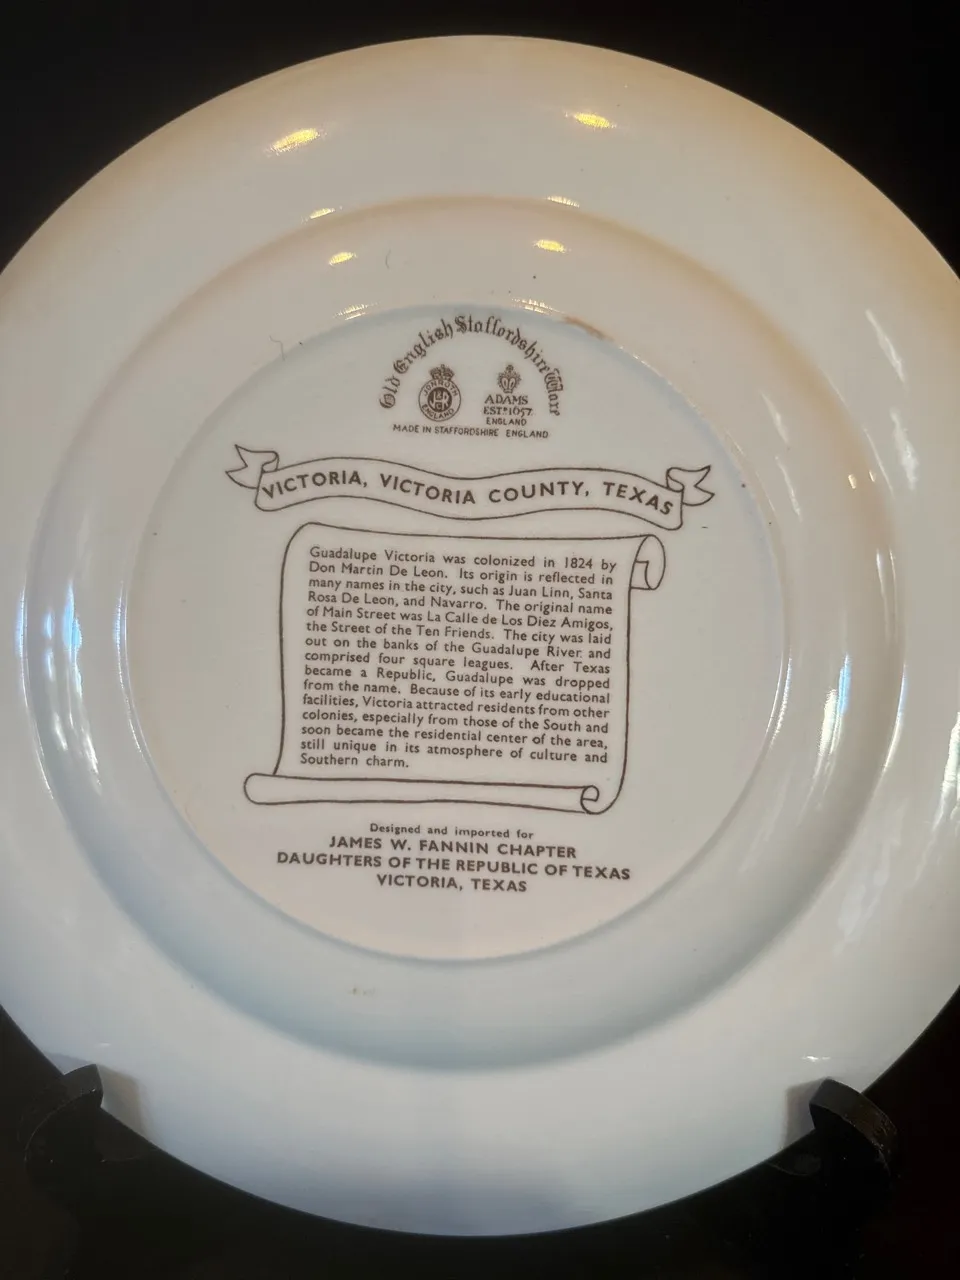 Old English Staffordshire Ware
JONROTH
ENGLAND
ADAMS
ESTD 1657
ENGLAND
MADE IN STAFFORDSHIRE ENGLAND
VICTORIA, VICTORIA COUNTY, TEXAS
Guadalupe Victoria was colonized in 1824 by
Don Martin De Leon. Its origin is reflected in
many names in the city, such as Juan Linn, Santa
Rosa De Leon, and Navarro. The original name
of Main Street was La Calle de Los Diez Amigos,
the Street of the Ten Friends. The city was laid
out on the banks of the Guadalupe River and
comprised four square leagues. After Texas
became a Republic, Guadalupe was dropped
from the name. Because of its early educational
facilities, Victoria attracted residents from other
colonies, especially from those of the South and
soon became the residential center of the area,
still unique in its atmosphere of culture and
Southern charm.
Designed and imported for
JAMES W. FANNIN CHAPTER
DAUGHTERS OF THE REPUBLIC OF TEXAS
VICTORIA, TEXAS